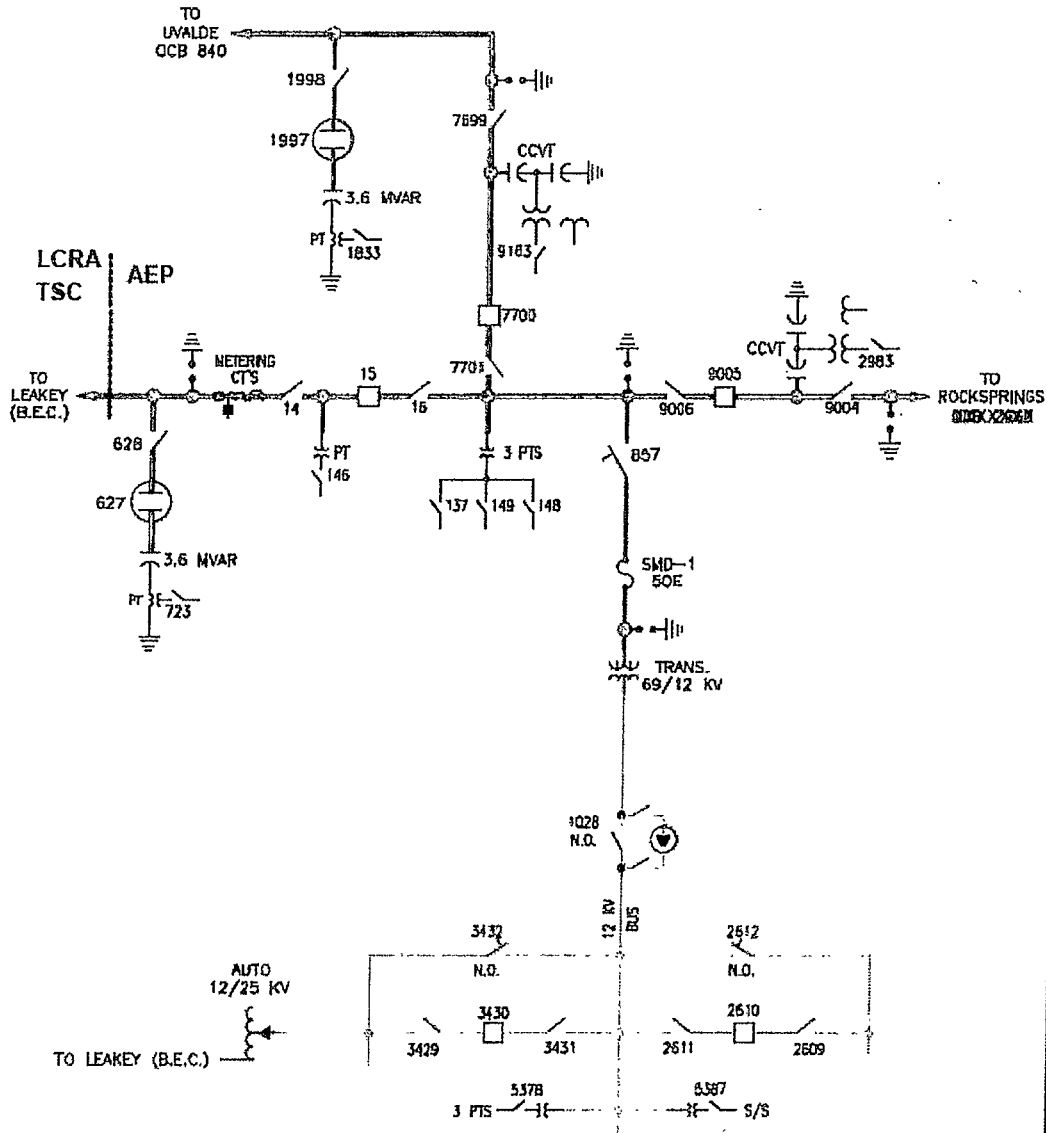 TO
UVALDE
OCB 840
1998
7699
1997
CCVT
3.6 MVAR
PT
1833
9183
LCRA
TSC
AEP
7700
METERING
CT'S
7701
CCVT
2983
TO
LEAKEY
(B.E.C.)
14
15
16
9006
9005
9004
TO
ROCKSPRINGS
628
PT
146
3 PTS
857
627
137
149
148
3.6 MVAR
SMD-1
50E
PT
723
TRANS.
69/12 KV
1028
N.O.
12 KV
BUS
3432
N.O.
2612
N.O.
AUTO
12/25 KV
3430
2610
3429
3431
2611
2609
TO LEAKEY (B.E.C.)
3 PTS
5378
S/S